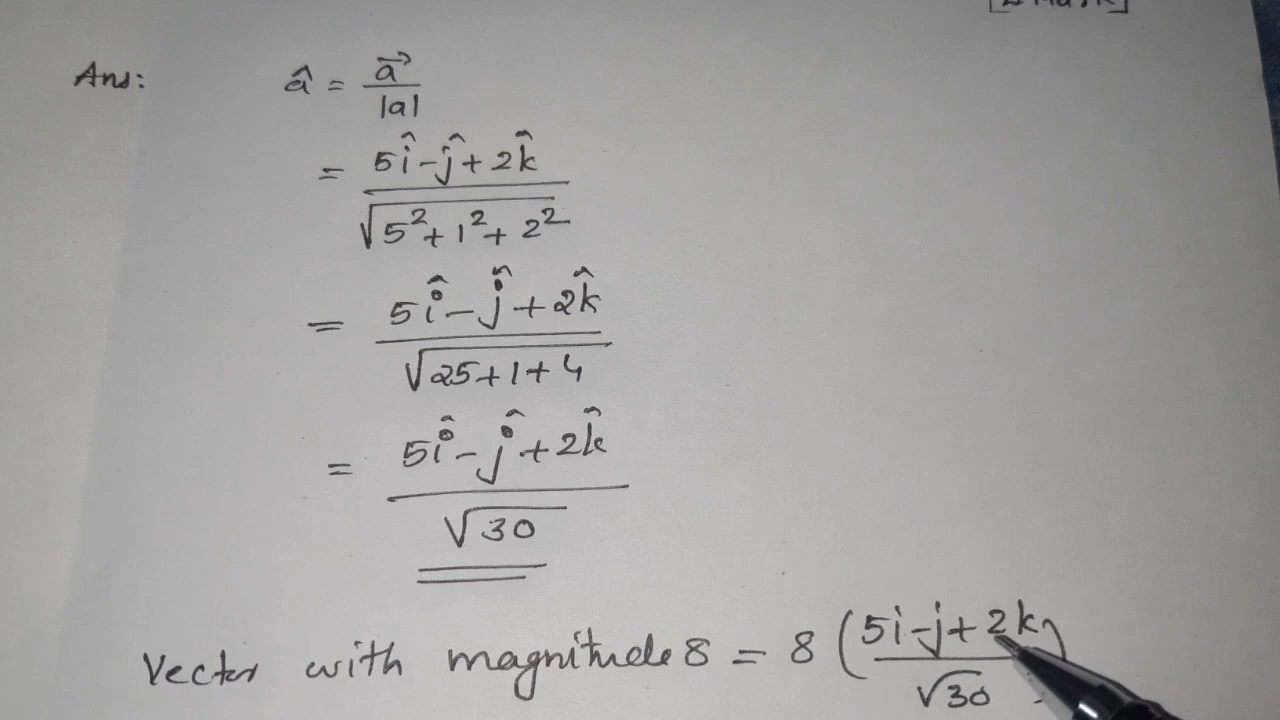 Ans: â = a⃗ / |a|
= 5î - ĵ + 2k̂ / √5² + 1² + 2²
= 5î - ĵ + 2k̂ / √25 + 1 + 4
= 5î - ĵ + 2k̂ / √30
Vector with magnitude 8 = 8 (5i - j + 2k / √30)